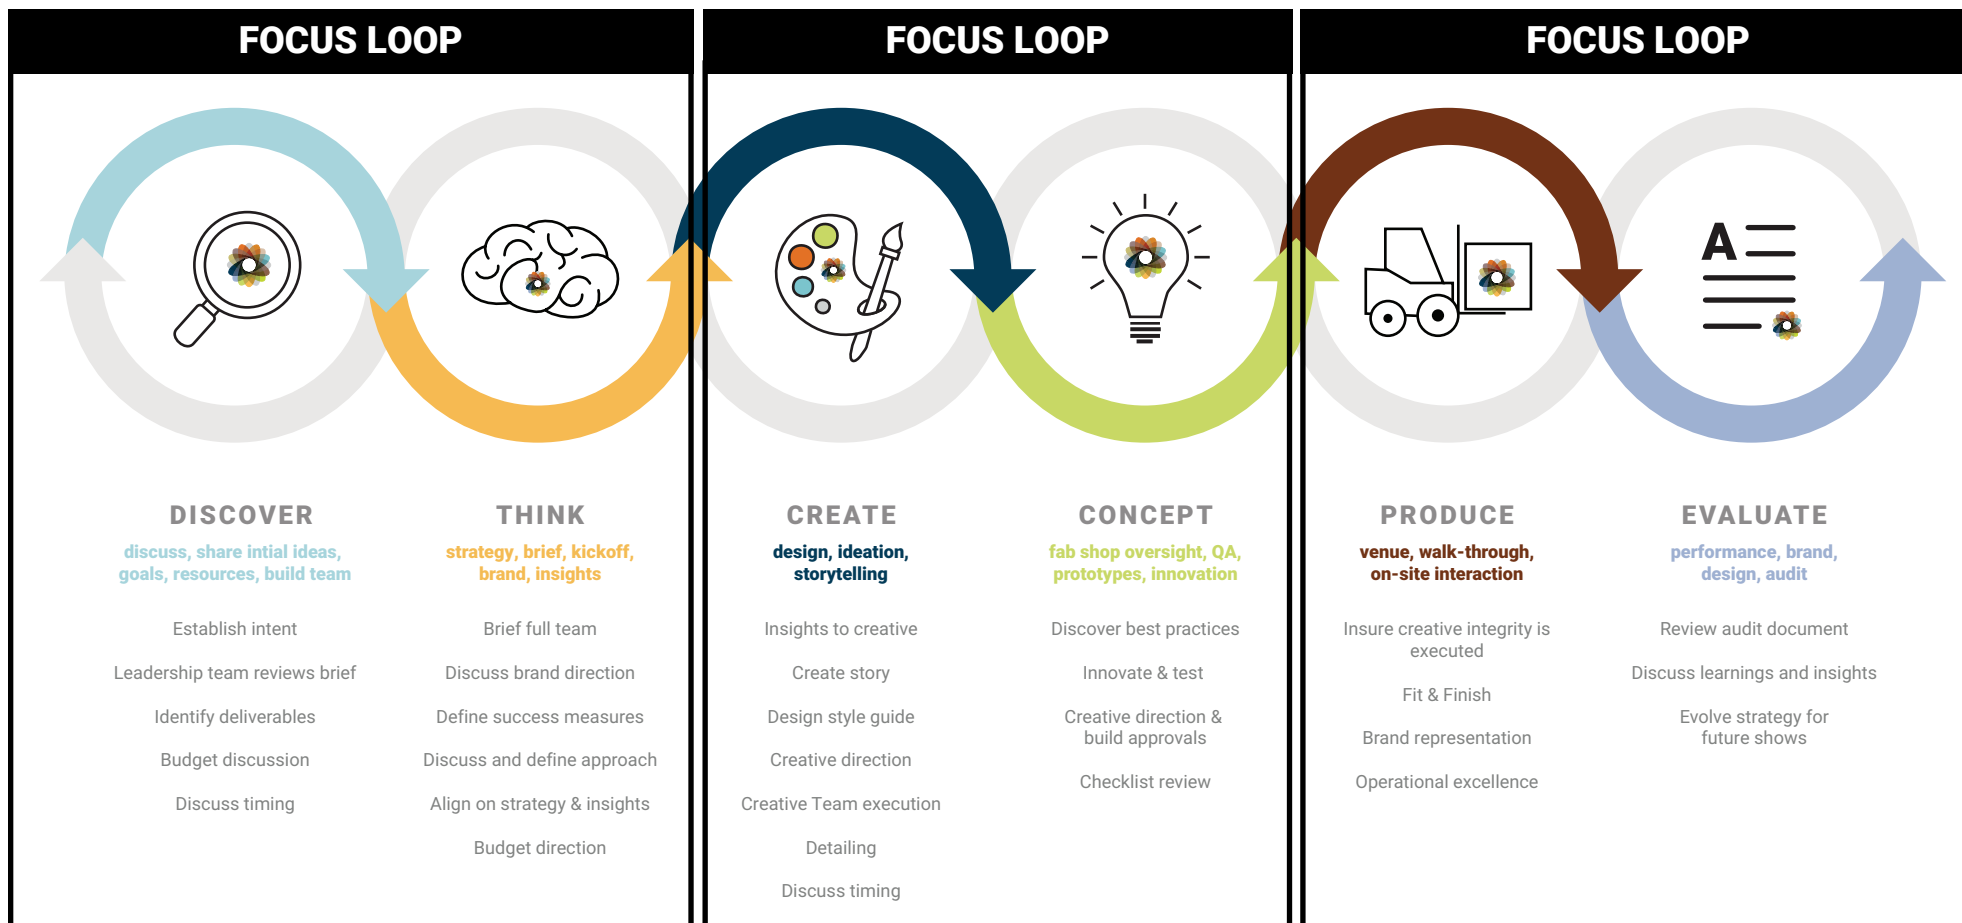 FOCUS LOOP
FOCUS LOOP
FOCUS LOOP
A
DISCOVER
discuss, share intial ideas,
goals, resources, build team
Establish intent
Leadership team reviews brief
Identify deliverables
Budget discussion
Discuss timing
THINK
strategy, brief, kickoff,
brand, insights
Brief full team
Discuss brand direction
Define success measures
Discuss and define approach
Align on strategy & insights
Budget direction
CREATE
design, ideation,
storytelling
Insights to creative
Create story
Design style guide
Creative direction
Creative Team execution
Detailing
Discuss timing
CONCEPT
fab shop oversight, QA,
prototypes, innovation
Discover best practices
Innovate & test
Creative direction &
build approvals
Checklist review
PRODUCE
venue, walk-through,
on-site interaction
Insure creative integrity is
executed
Fit & Finish
Brand representation
Operational excellence
EVALUATE
performance, brand,
design, audit
Review audit document
Discuss learnings and insights
Evolve strategy for
future shows